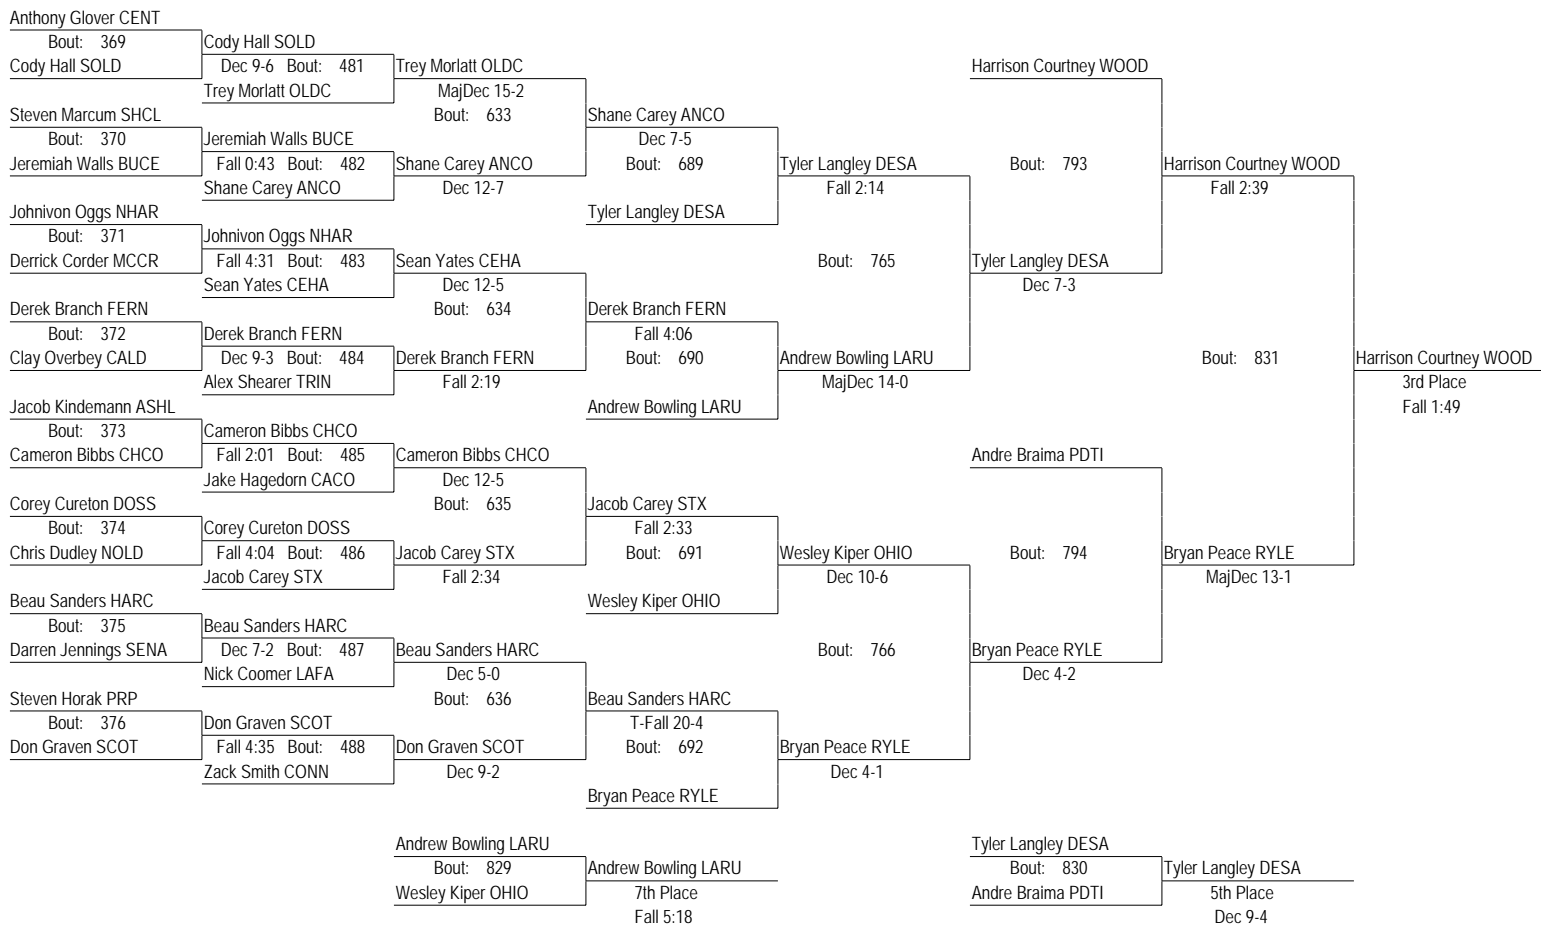 Anthony Glover CENT
Bout: 369
Cody Hall SOLD
Steven Marcum SHCL
Bout: 370
Jeremiah Walls BUCE
Johnivon Oggs NHAR
Bout: 371
Derrick Corder MCCR
Derek Branch FERN
Bout: 372
Clay Overbey CALD
Jacob Kindemann ASHL
Bout: 373
Cameron Bibbs CHCO
Corey Cureton DOSS
Bout: 374
Chris Dudley NOLD
Beau Sanders HARC
Bout: 375
Darren Jennings SENA
Steven Horak PRP
Bout: 376
Don Graven SCOT
Cody Hall SOLD
Dec 9-6 Bout: 481
Trey Morlatt OLDC
Jeremiah Walls BUCE
Fall 0:43 Bout: 482
Shane Carey ANCO
Johnivon Oggs NHAR
Fall 4:31 Bout: 483
Sean Yates CEHA
Derek Branch FERN
Dec 9-3 Bout: 484
Alex Shearer TRIN
Cameron Bibbs CHCO
Fall 2:01 Bout: 485
Jake Hagedorn CACO
Corey Cureton DOSS
Fall 4:04 Bout: 486
Jacob Carey STX
Beau Sanders HARC
Dec 7-2 Bout: 487
Nick Coomer LAFA
Don Graven SCOT
Fall 4:35 Bout: 488
Zack Smith CONN
Trey Morlatt OLDC
MajDec 15-2
Bout: 633
Shane Carey ANCO
Dec 12-7
Sean Yates CEHA
Dec 12-5
Bout: 634
Derek Branch FERN
Fall 2:19
Cameron Bibbs CHCO
Dec 12-5
Bout: 635
Jacob Carey STX
Fall 2:34
Beau Sanders HARC
Dec 5-0
Bout: 636
Don Graven SCOT
Dec 9-2
Shane Carey ANCO
Dec 7-5
Bout: 689
Tyler Langley DESA
Derek Branch FERN
Fall 4:06
Bout: 690
Andrew Bowling LARU
Jacob Carey STX
Fall 2:33
Bout: 691
Wesley Kiper OHIO
Beau Sanders HARC
T-Fall 20-4
Bout: 692
Bryan Peace RYLE
Tyler Langley DESA
Fall 2:14
Bout: 765
Andrew Bowling LARU
MajDec 14-0
Wesley Kiper OHIO
Dec 10-6
Bout: 766
Bryan Peace RYLE
Dec 4-1
Harrison Courtney WOOD
Bout: 793
Tyler Langley DESA
Dec 7-3
Andre Braima PDTI
Bout: 794
Bryan Peace RYLE
Dec 4-2
Harrison Courtney WOOD
Fall 2:39
Bout: 831
Bryan Peace RYLE
MajDec 13-1
Harrison Courtney WOOD
3rd Place
Fall 1:49
Andrew Bowling LARU
Bout: 829
Wesley Kiper OHIO
Andrew Bowling LARU
7th Place
Fall 5:18
Tyler Langley DESA
Bout: 830
Andre Braima PDTI
Tyler Langley DESA
5th Place
Dec 9-4